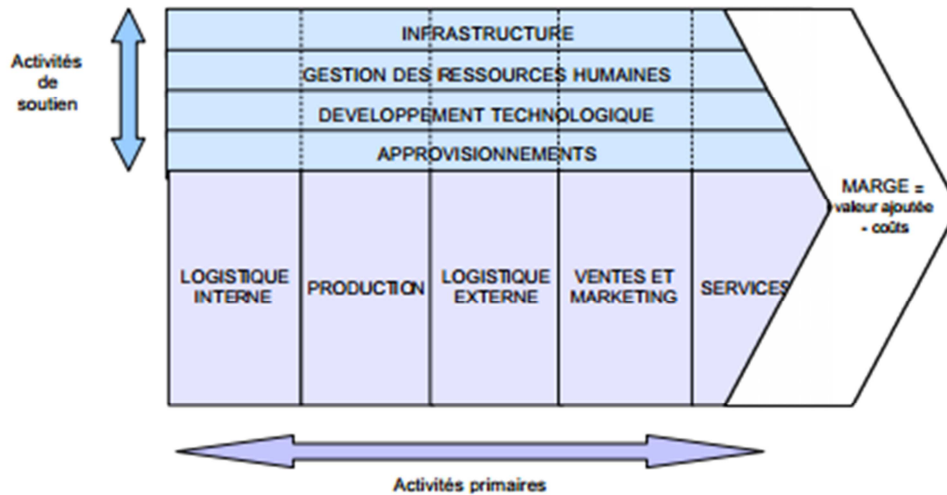 Activités
de
soutien
INFRASTRUCTURE
GESTION DES RESSOURCES HUMAINES
DEVELOPPEMENT TECHNOLOGIQUE
APPROVISIONNEMENTS
MARGE =
valeur ajoutée
- coûts
LOGISTIQUE
INTERNE
PRODUCTION
LOGISTIQUE
EXTERNE
VENTES ET
MARKETING
SERVICES
Activités primaires